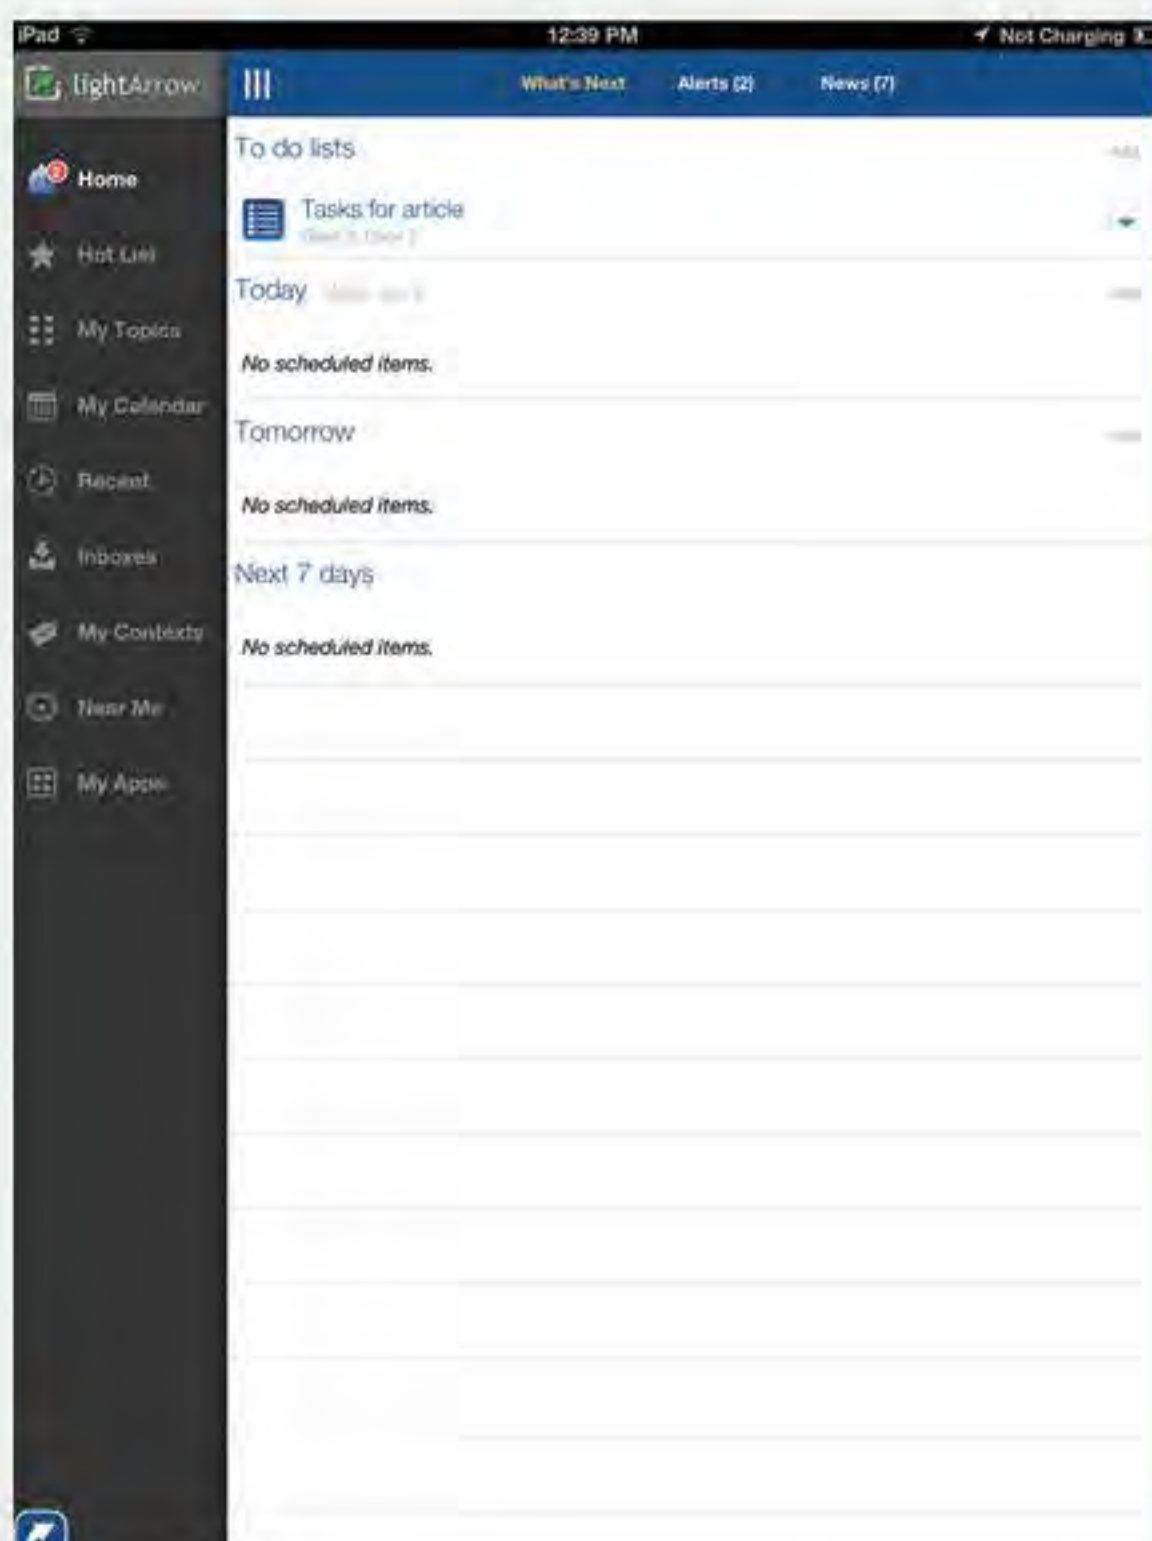 iPad
12:39 PM
Not Charging
lightArrow
What's Next
Alerts (2)
News (7)
Home
Hot List
My Topics
My Calendar
Recent
Inboxes
My Contexts
Near Me
My Apps
To do lists
Tasks for article
Today
No scheduled items.
Tomorrow
No scheduled items.
Next 7 days
No scheduled items.